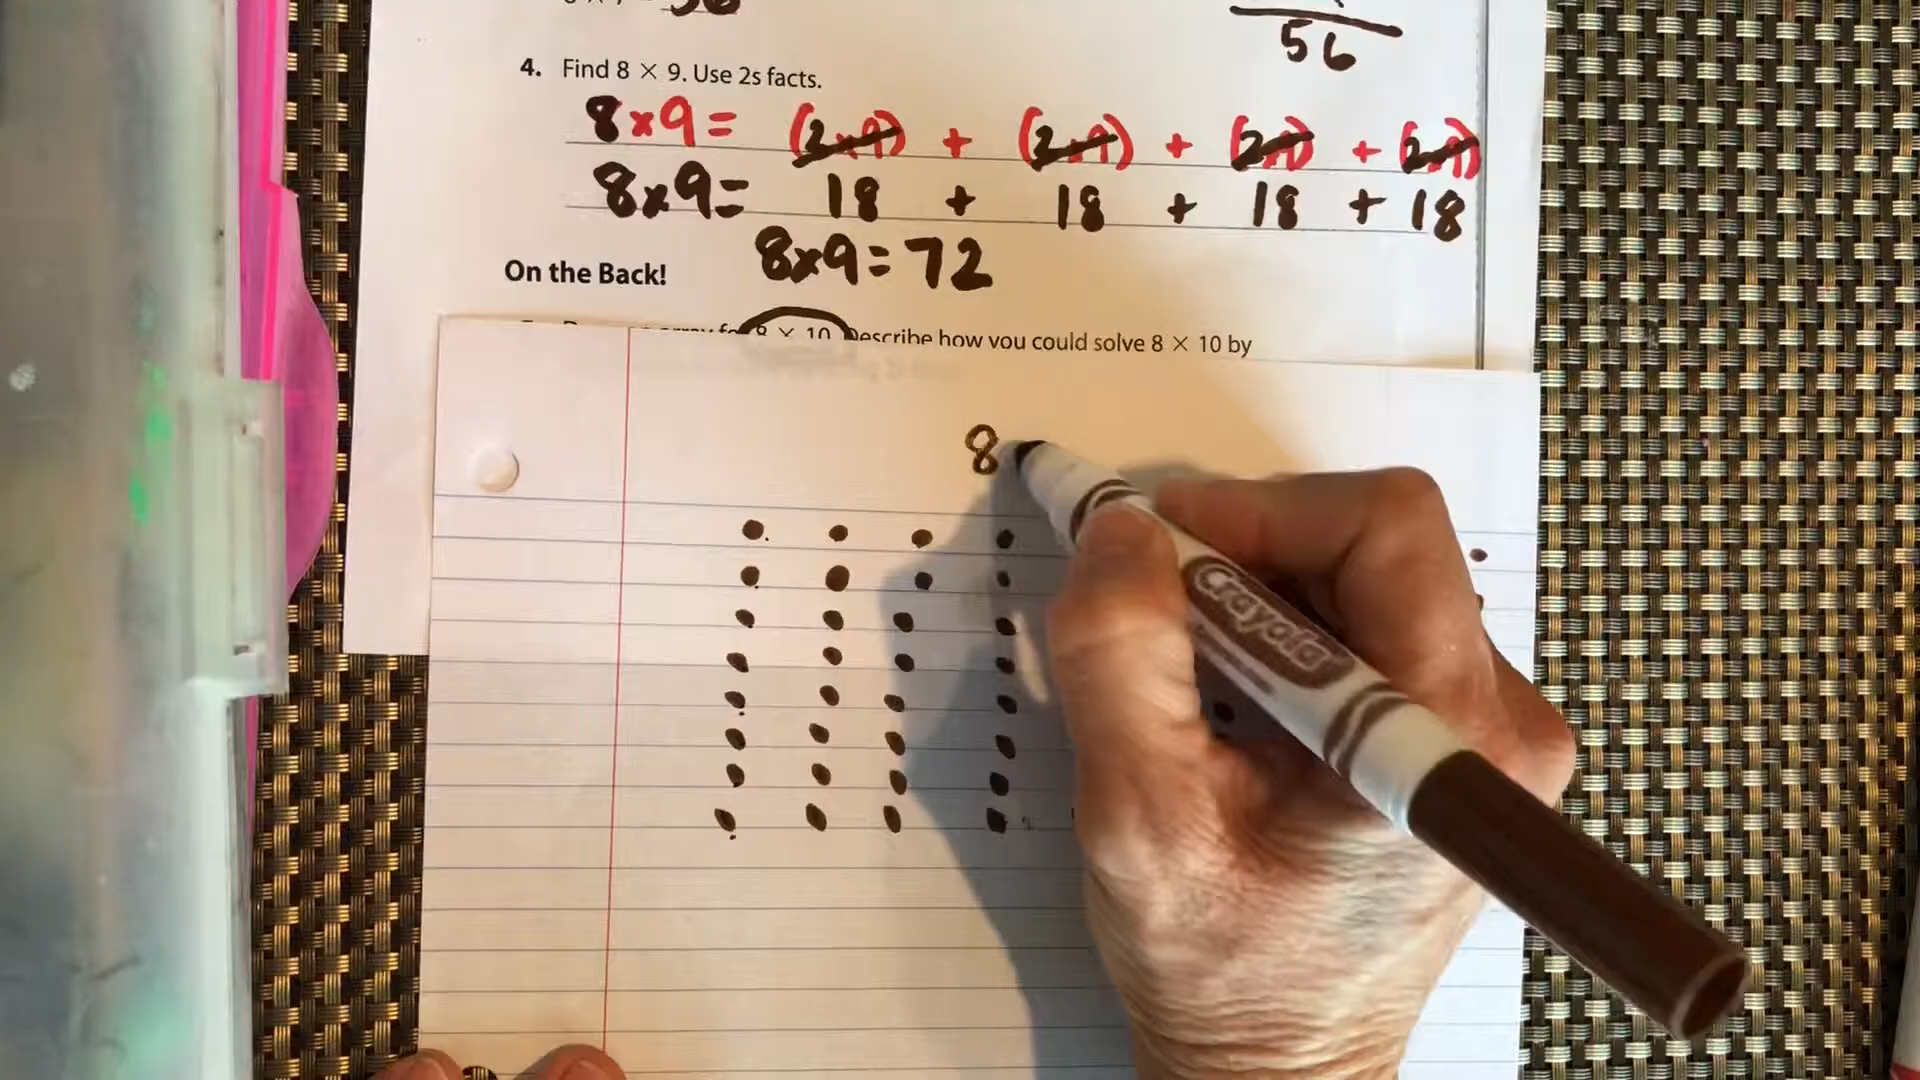 56
4. Find 8 × 9. Use 2s facts.
8×9= (2×9) + (2×9) + (2×9) + (2×9)
8×9= 18 + 18 + 18 + 18
8×9=72
On the Back!
8 × 10 Describe how you could solve 8 × 10 by
8
Crayola